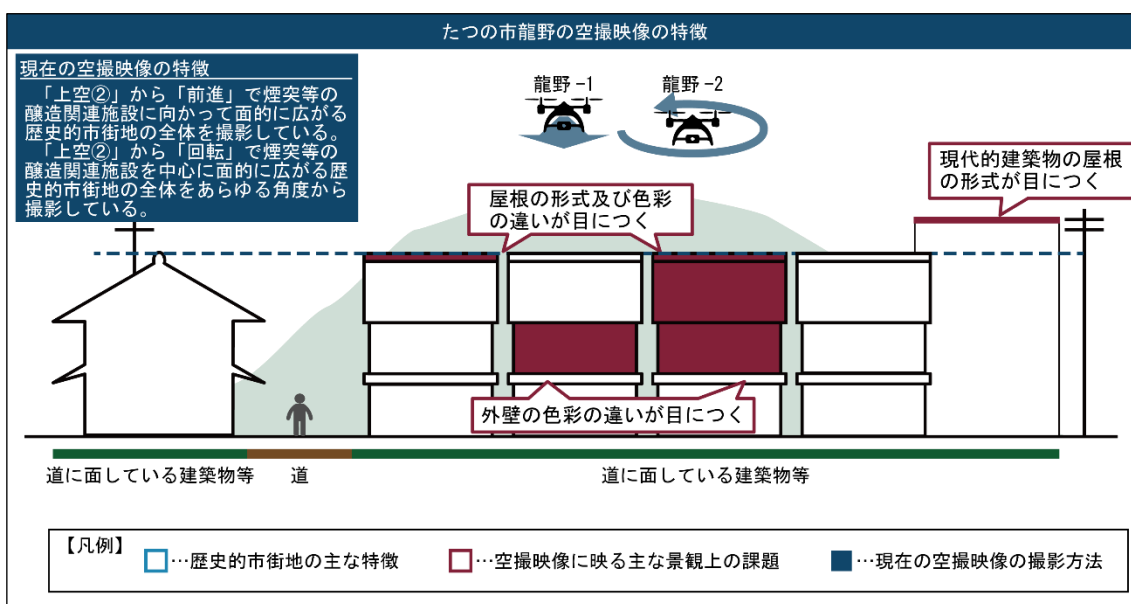 たつの市龍野の空撮映像の特徴
現在の空撮映像の特徴
「上空②」から「前進」で煙突等の
醸造関連施設に向かって面的に広がる
歴史的市街地の全体を撮影している。
「上空②」から「回転」で煙突等の
醸造関連施設を中心に面的に広がる歴
史的市街地の全体をあらゆる角度から
撮影している。
龍野-1
龍野-2
現代的建築物の屋根
の形式が目につく
屋根の形式及び色彩
の違いが目につく
外壁の色彩の違いが目につく
道に面している建築物等
道
道に面している建築物等
【凡例】
…歴史的市街地の主な特徴
…空撮映像に映る主な景観上の課題
…現在の空撮映像の撮影方法